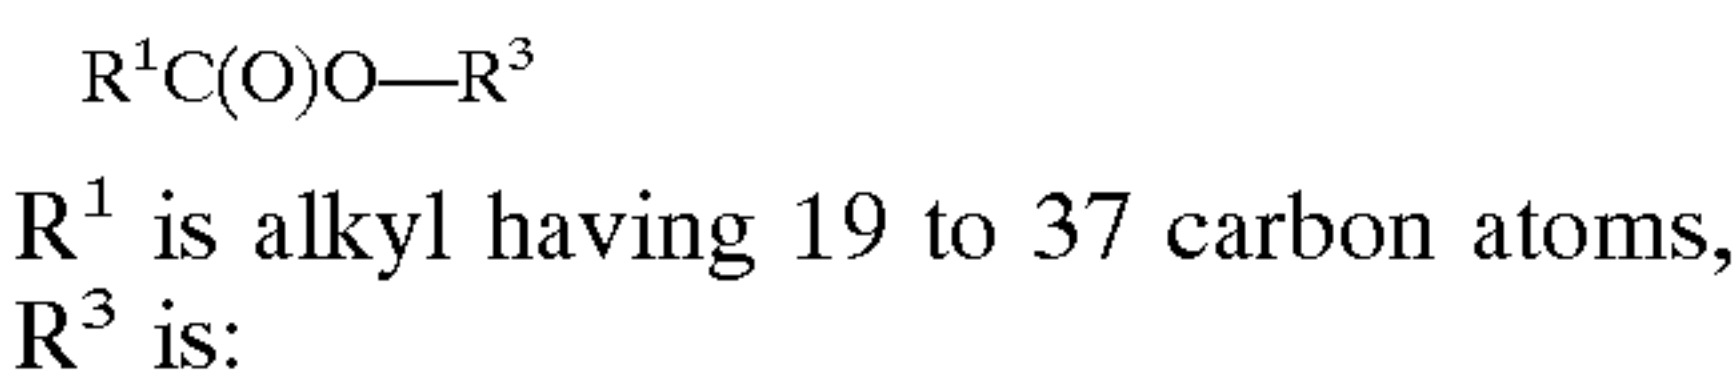 R¹C(O)O—R³
R¹ is alkyl having 19 to 37 carbon atoms,
R³ is: